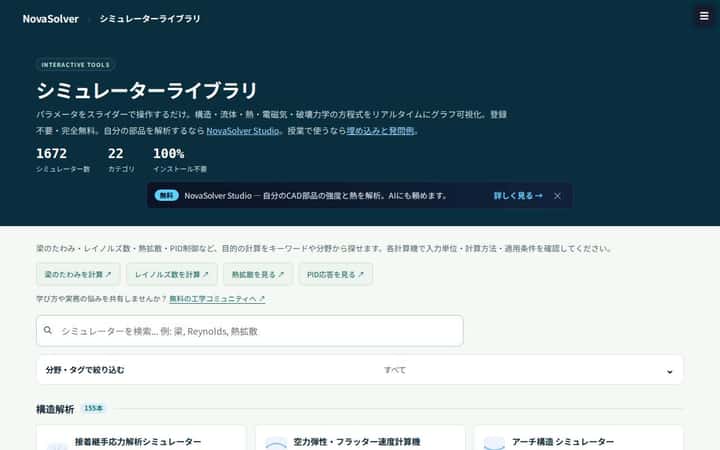 NovaSolver › シミュレーターライブラリ
INTERACTIVE TOOLS
シミュレーターライブラリ
パラメータをスライダーで操作するだけ。構造・流体・熱・電磁気・破壊力学の方程式をリアルタイムにグラフ可視化。登録
不要・完全無料。自分の部品を解析するなら NovaSolver Studio。授業で使うなら埋め込みと発問例。
1672 22 100%
シミュレーター数 カテゴリ インストール不要
無料 NovaSolver Studio — 自分のCAD部品の強度と熱を解析。AIにも頼めます。 詳しく見る → ×
梁のたわみ・レイノルズ数・熱拡散・PID制御など、目的の計算をキーワードや分野から探せます。各計算機で入力単位・計算方法・適用条件を確認してください。
梁のたわみを計算 ↗ レイノルズ数を計算 ↗ 熱拡散を見る ↗ PID応答を見る ↗
学び方や実務の悩みを共有しませんか？ 無料の工学コミュニティへ ↗
シミュレーターを検索... 例: 梁, Reynolds, 熱拡散
分野・タグで絞り込む すべて
構造解析 155本
接着継手応力解析シミュレーター 空力弾性・フラッター速度計算機 アーチ構造 シミュレーター